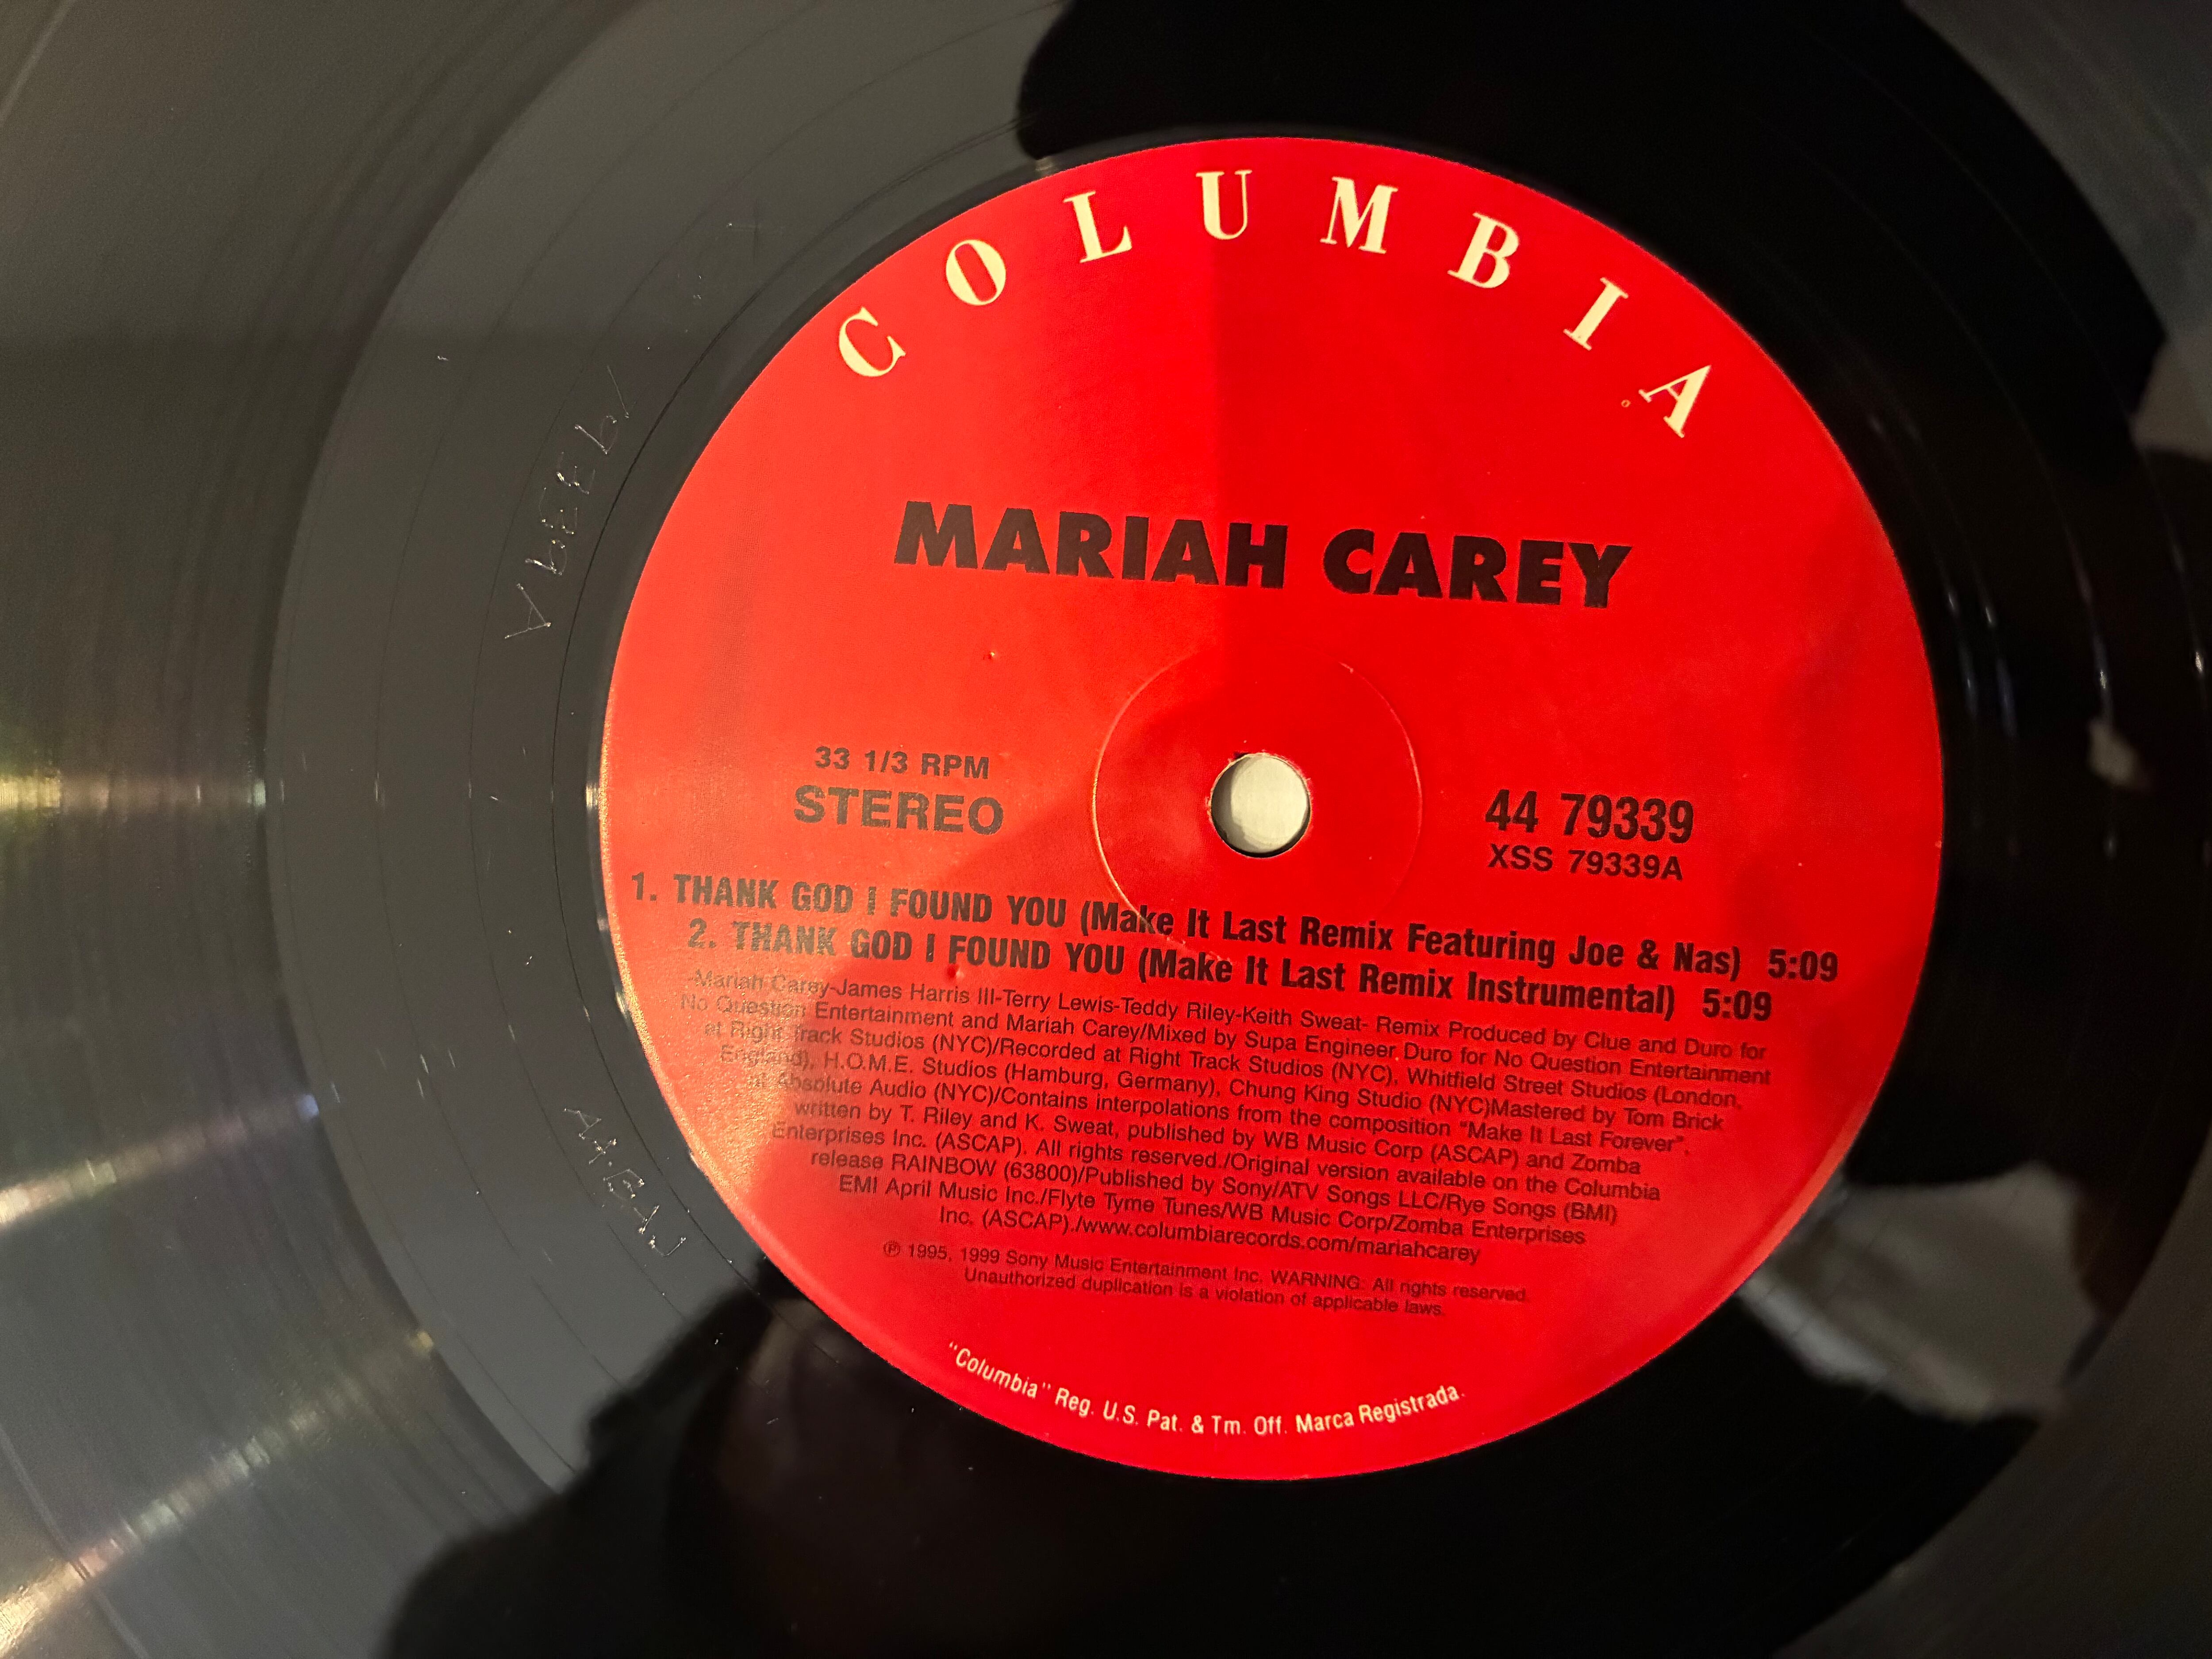 COLUMBIA
MARIAH CAREY
33 1/3 RPM
STEREO
44 79339
XSS 79339A
1. THANK GOD I FOUND YOU (Make It Last Remix Featuring Joe & Nas) 5:09
2. THANK GOD I FOUND YOU (Make It Last Remix Instrumental) 5:09
-Mariah Carey-James Harris III-Terry Lewis-Teddy Riley-Keith Sweat- Remix Produced by Clue and Duro for
No Question Entertainment and Mariah Carey/Mixed by Supa Engineer Duro for No Question Entertainment
at Right Track Studios (NYC)/Recorded at Right Track Studios (NYC), Whitfield Street Studios (London,
England), H.O.M.E. Studios (Hamburg, Germany), Chung King Studio (NYC)Mastered by Tom Brick
at Absolute Audio (NYC)/Contains interpolations from the composition "Make It Last Forever",
written by T. Riley and K. Sweat, published by WB Music Corp (ASCAP) and Zomba
Enterprises Inc. (ASCAP). All rights reserved./Original version available on the Columbia
release RAINBOW (63800)/Published by Sony/ATV Songs LLC/Rye Songs (BMI)
EMI April Music Inc./Flyte Tyme Tunes/WB Music Corp/Zomba Enterprises
Inc. (ASCAP)./www.columbiarecords.com/mariahcarey
℗ 1995, 1999 Sony Music Entertainment Inc. WARNING: All rights reserved.
Unauthorized duplication is a violation of applicable laws.
"Columbia" Reg. U.S. Pat. & Tm. Off. Marca Registrada.